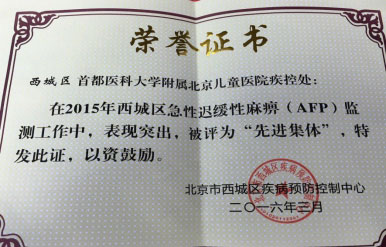 荣誉证书
西城区 首都医科大学附属北京儿童医院疾控处：
在2015年西城区急性迟缓性麻痹（AFP）监
测工作中，表现突出，被评为“先进集体”，特
发此证，以资鼓励。
北京市西城区疾病预防控制中心
二〇一六年三月